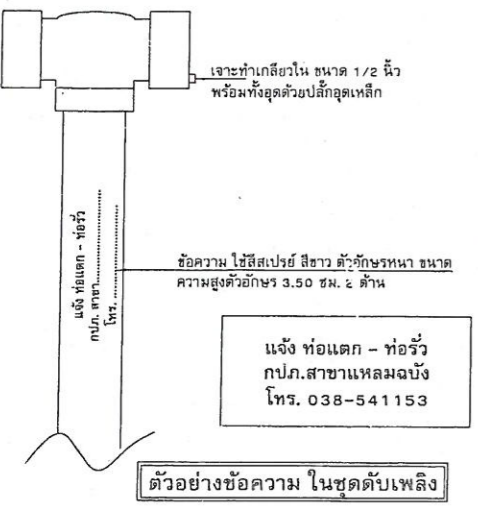 เจาะทำเกลียวใน ขนาด 1/2 นิ้ว
พร้อมทั้งอุดด้วยปลั๊กอุดเหล็ก
แจ้ง ท่อแตก - ท่อรั่ว
กปภ. สาขา....................
โทร. ....................
ข้อความ ใช้สีสเปรย์ สีขาว ตัวอักษรหนา ขนาด
ความสูงตัวอักษร 3.50 ซม. 2 ด้าน
แจ้ง ท่อแตก - ท่อรั่ว
กปภ.สาขาแหลมฉบัง
โทร. 038-541153
ตัวอย่างข้อความ ในชุดดับเพลิง